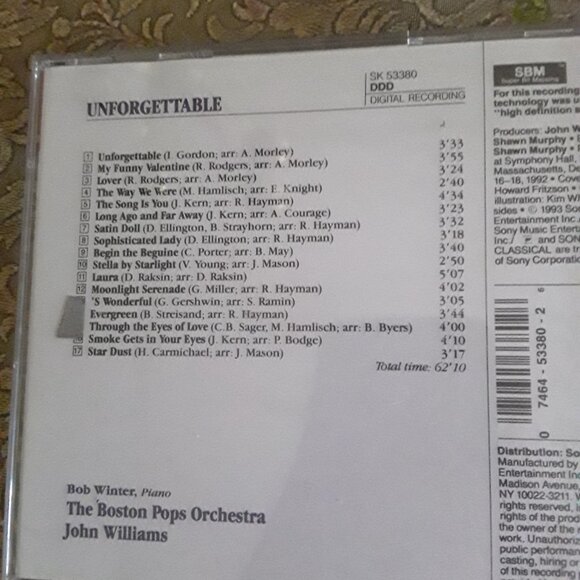 SK 53380
DDD
DIGITAL RECORDING
UNFORGETTABLE
1 Unforgettable (I. Gordon; arr: A. Morley) 3'33
2 My Funny Valentine (R. Rodgers; arr: A. Morley) 3'55
3 Lover (R. Rodgers; arr: A. Morley) 3'24
4 The Way We Were (M. Hamlisch; arr: E. Knight) 2'40
5 The Song Is You (J. Kern; arr: R. Hayman) 4'34
6 Long Ago and Far Away (J. Kern; arr: A. Courage) 3'23
7 Satin Doll (D. Ellington, B. Strayhorn; arr: R. Hayman) 3'32
8 Sophisticated Lady (D. Ellington; arr: R. Hayman) 3'18
9 Begin the Beguine (C. Porter; arr: B. May) 3'40
10 Stella by Starlight (V. Young; arr: J. Mason) 2'50
11 Laura (D. Raksin; arr: D. Raksin) 5'07
12 Moonlight Serenade (G. Miller; arr: R. Hayman) 4'02
'S Wonderful (G. Gershwin; arr: S. Ramin) 3'05
Evergreen (B. Streisand; arr: R. Hayman) 3'44
Through the Eyes of Love (C.B. Sager, M. Hamlisch; arr: B. Byers) 4'00
16 Smoke Gets in Your Eyes (J. Kern; arr: P. Bodge) 4'10
17 Star Dust (H. Carmichael; arr: J. Mason) 3'17
Total time: 62'10
Bob Winter, Piano
The Boston Pops Orchestra
John Williams
SBM
Super Bit Mapping
For this recording
technology was u
"high definition s
Producers: John W
Shawn Murphy •
Shawn Murphy •
at Symphony Hall,
Massachusetts, De
16-18, 1992 • Cove
Howard Fritzson •
illustration: Kim W
sides • ℗ 1993 So
Entertainment Inc.
Sony Music Entert
Inc./ and SON
CLASSICAL are tr
of Sony Corporatio
0 7464-53380-2 6
Distribution: So
Manufactured by
Entertainment Inc
Madison Avenue,
NY 10022-3211.
rights reserved,
rights of the prod
the owner of the r
work. Unauthoriz
public performan
casting, hiring or
of this recording